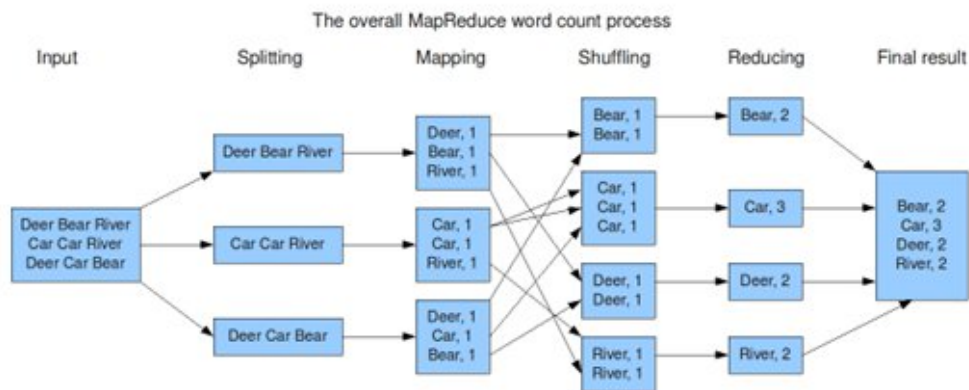 The overall MapReduce word count process
Input
Splitting
Mapping
Shuffling
Reducing
Final result
Deer Bear River
Car Car River
Deer Car Bear
Deer Bear River
Car Car River
Deer Car Bear
Deer, 1
Bear, 1
River, 1
Car, 1
Car, 1
River, 1
Deer, 1
Car, 1
Bear, 1
Bear, 1
Bear, 1
Car, 1
Car, 1
Car, 1
Deer, 1
Deer, 1
River, 1
River, 1
Bear, 2
Car, 3
Deer, 2
River, 2
Bear, 2
Car, 3
Deer, 2
River, 2